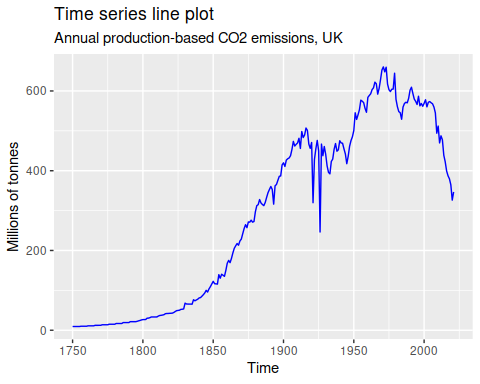 Time series line plot
Annual production-based CO2 emissions, UK
Millions of tonnes
600
400
200
0
1750
1800
1850
1900
1950
2000
Time